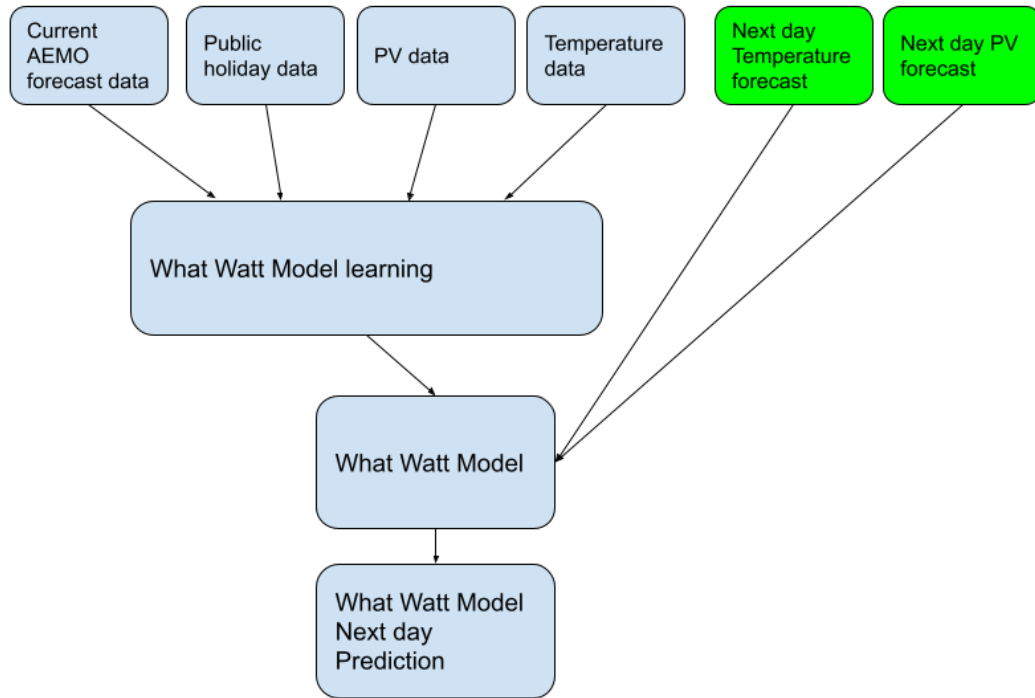 Current
AEMO
forecast data
Public
holiday data
PV data
Temperature
data
Next day
Temperature
forecast
Next day PV
forecast
What Watt Model learning
What Watt Model
What Watt Model
Next day
Prediction